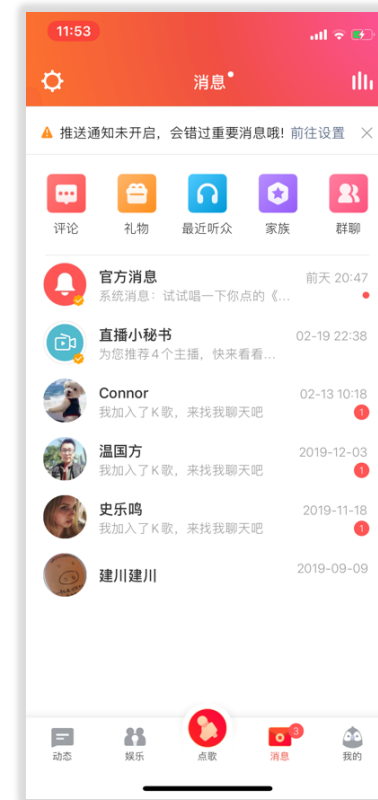 11:53
消息
推送通知未开启，会错过重要消息哦! 前往设置
评论 礼物 最近听众 家族 群聊
官方消息 前天 20:47
系统消息：试试唱一下你点的《...
直播小秘书 02-19 22:38
为您推荐4个主播，快来看看...
Connor 02-13 10:18
我加入了K歌，来找我聊天吧 1
温国方 2019-12-03
我加入了K歌，来找我聊天吧 1
史乐鸣 2019-11-18
我加入了K歌，来找我聊天吧 1
建川建川 2019-09-09
3
动态 娱乐 点歌 消息 我的